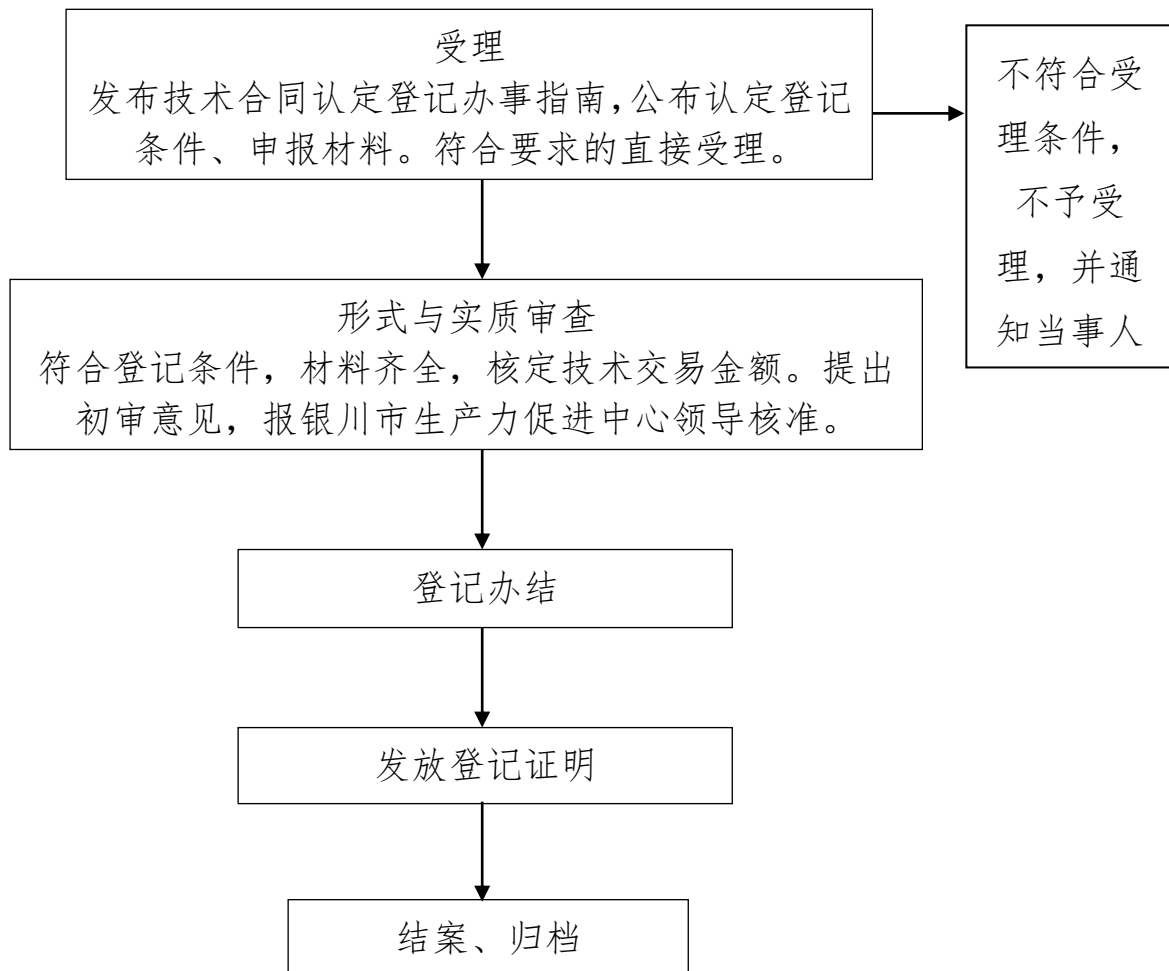 受理
发布技术合同认定登记办事指南,公布认定登记
条件、申报材料。符合要求的直接受理。
不符合受
理条件，
不予受
理，并通
知当事人
形式与实质审查
符合登记条件，材料齐全，核定技术交易金额。提出
初审意见，报银川市生产力促进中心领导核准。
登记办结
发放登记证明
结案、归档